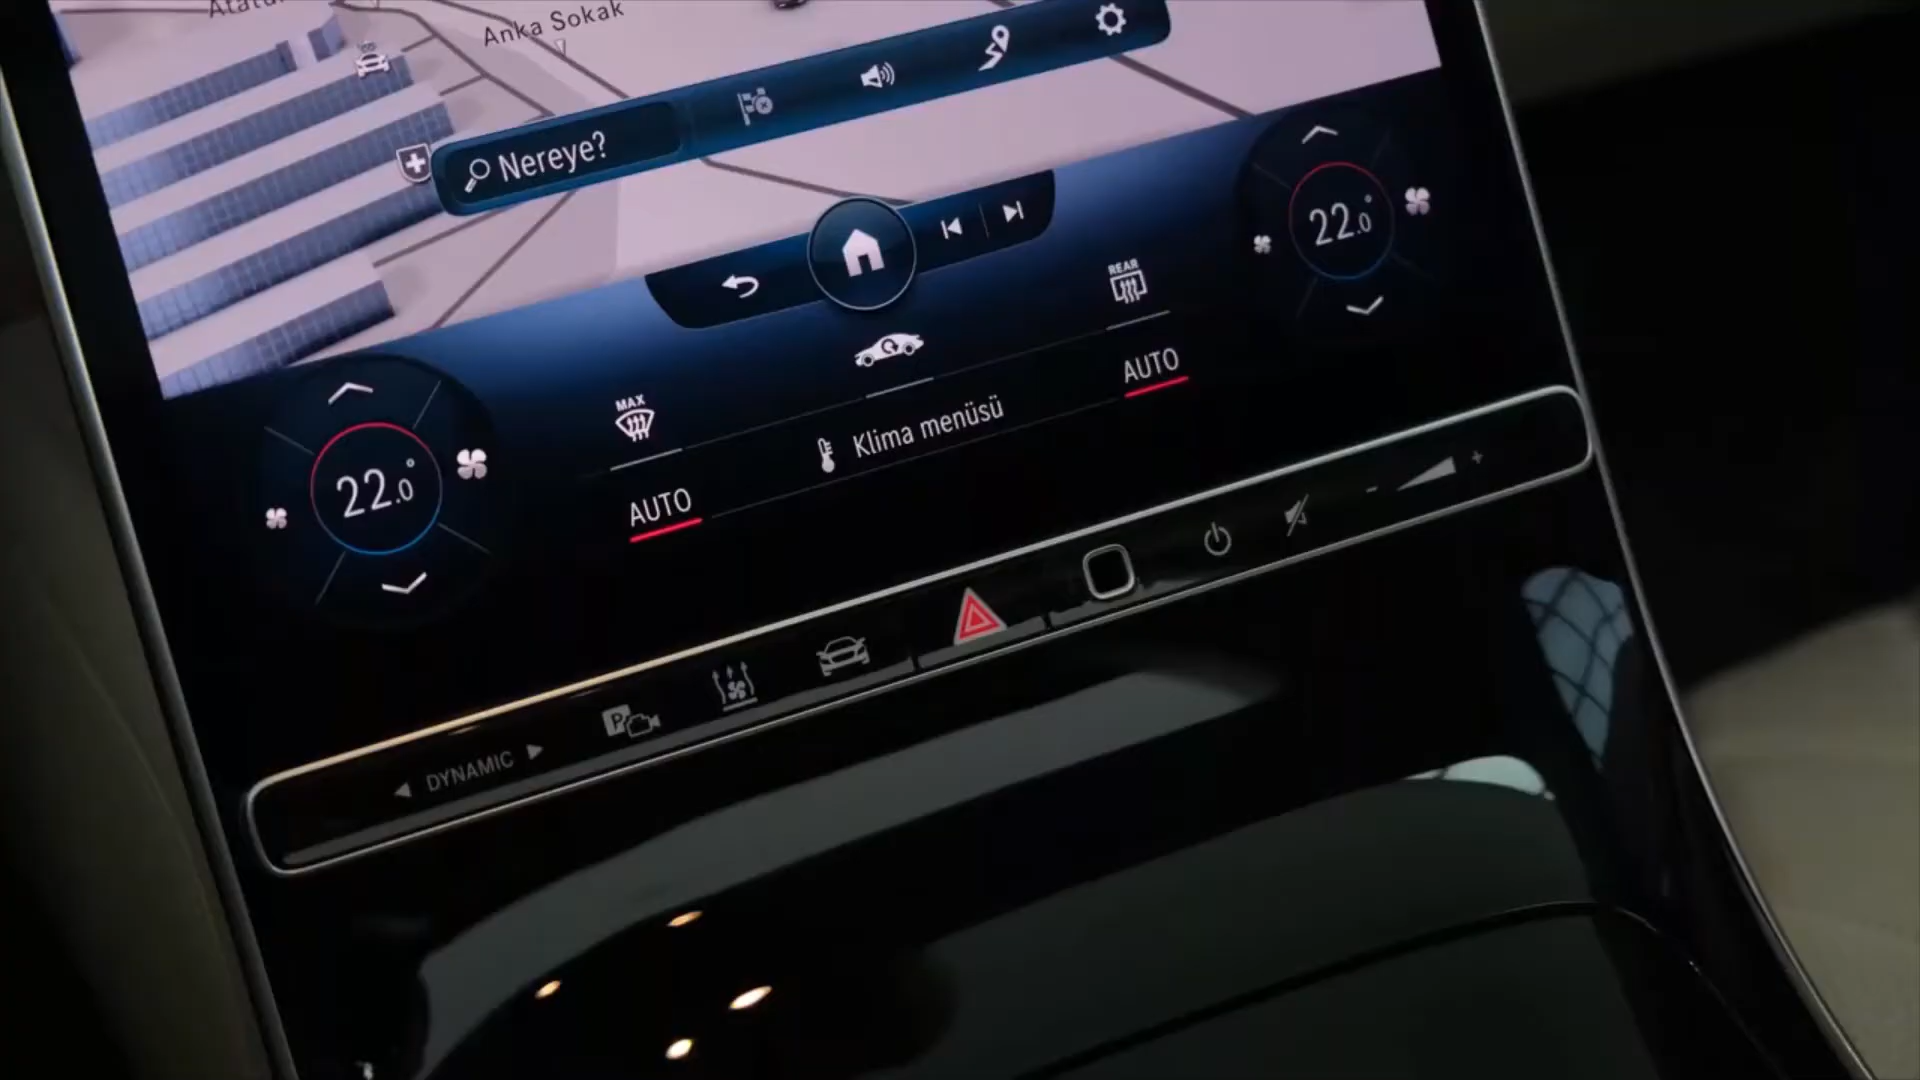 Anka Sokak
Nereye?
22.0°
REAR
MAX
AUTO
Klima menüsü
22.0°
AUTO
- +
P
◄ DYNAMIC ►